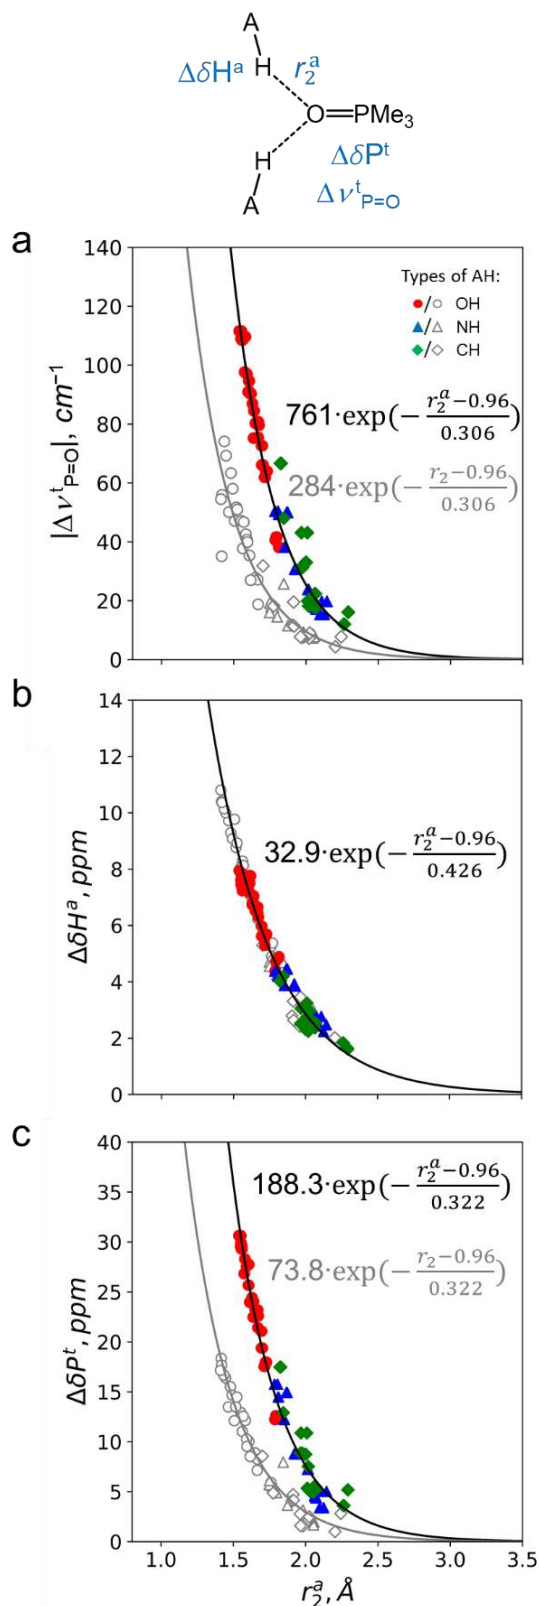 A
ΔδHᵃ H r₂ᵃ
O=PMe₃
H ΔδPᵗ
A Δνᵗ_P=O
a
|Δνᵗ_P=O|, cm⁻¹
140
120
100
80
60
40
20
0
Types of AH:
/ OH
/ NH
/ CH
761·exp(−(r₂ᵃ−0.96)/0.306)
284·exp(−(r₂−0.96)/0.306)
b
ΔδHᵃ, ppm
14
12
10
8
6
4
2
0
32.9·exp(−(r₂ᵃ−0.96)/0.426)
c
ΔδPᵗ, ppm
40
35
30
25
20
15
10
5
0
188.3·exp(−(r₂ᵃ−0.96)/0.322)
73.8·exp(−(r₂−0.96)/0.322)
1.0 1.5 2.0 2.5 3.0 3.5
r₂ᵃ, Å